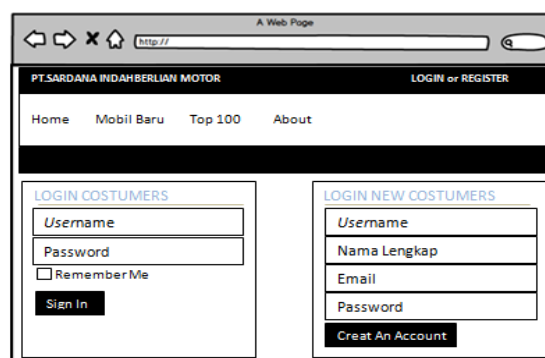 A Web Page
http://
PT.SARDANA INDAHBERLIAN MOTOR
LOGIN or REGISTER
Home Mobil Baru Top 100 About
LOGIN COSTUMERS
Username
Password
Remember Me
Sign In
LOGIN NEW COSTUMERS
Username
Nama Lengkap
Email
Password
Creat An Account